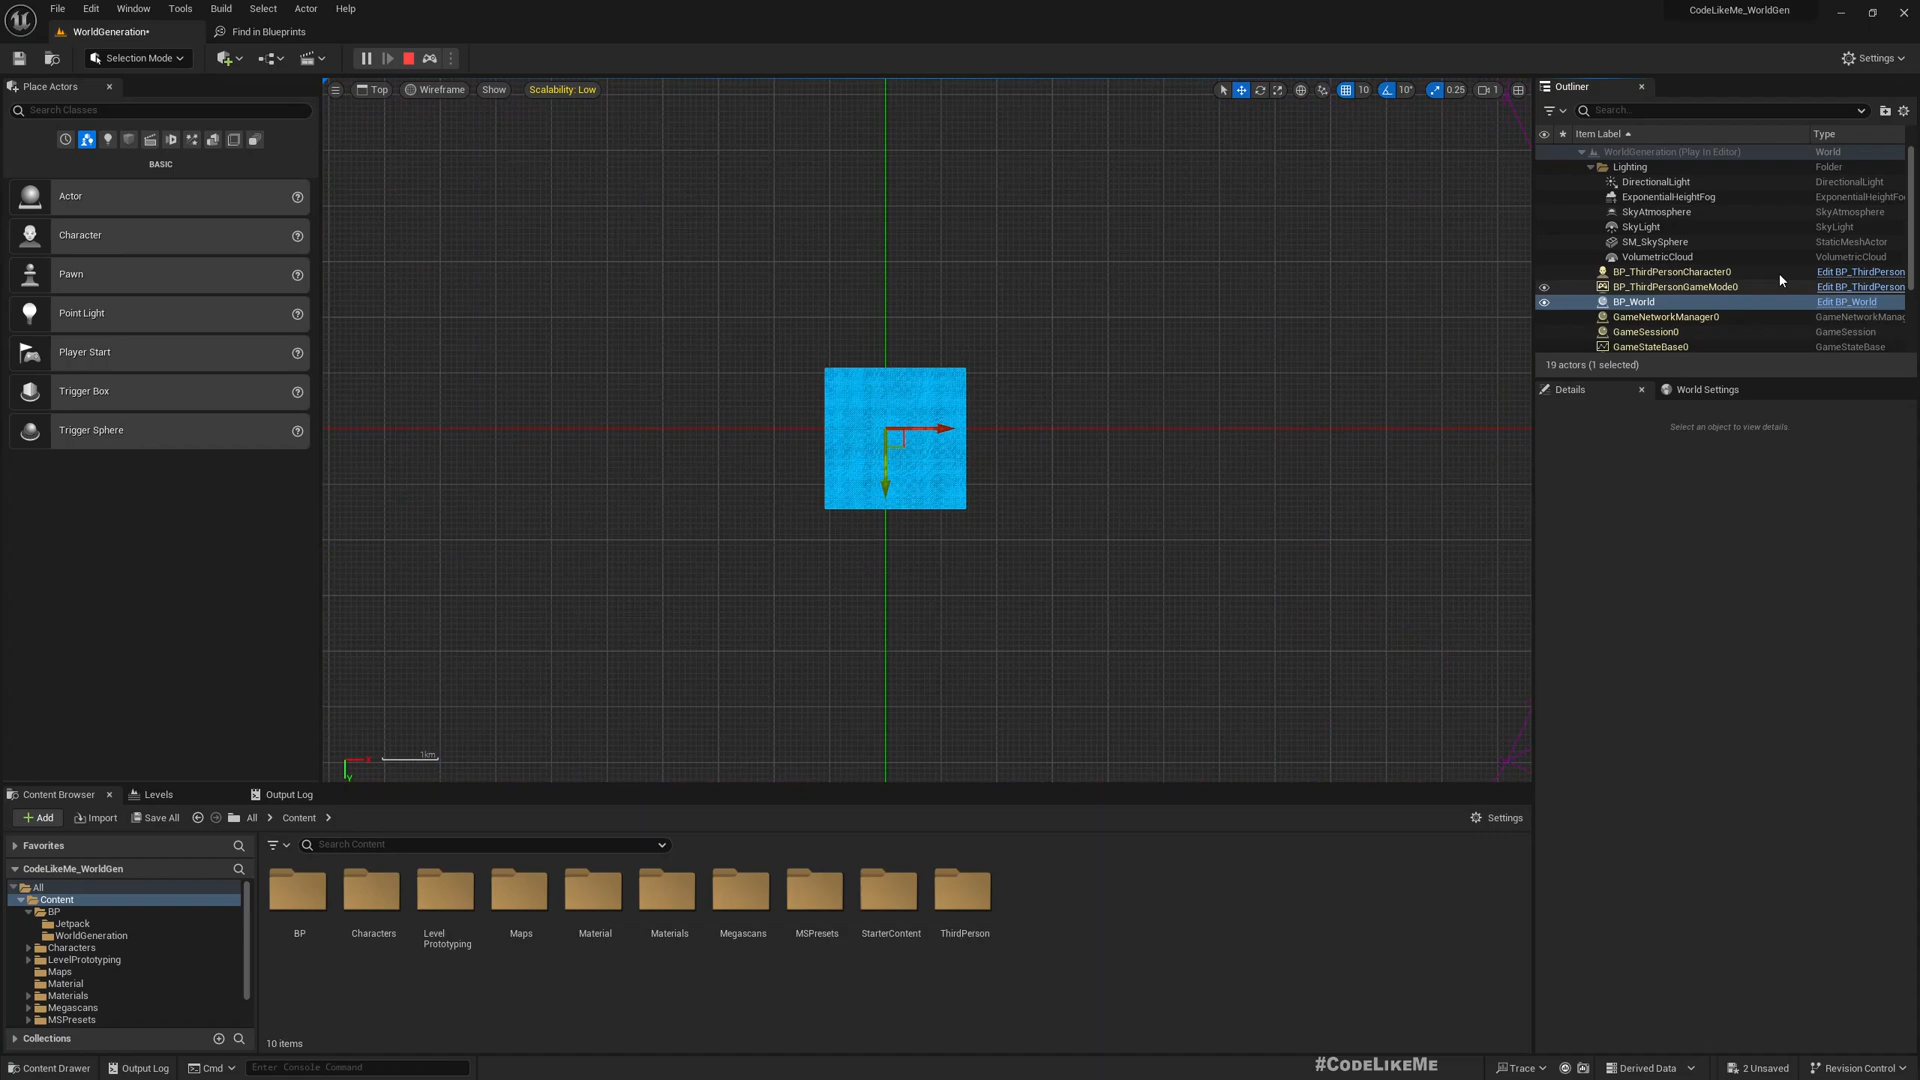 File Edit Window Tools Build Select Actor Help
CodeLikeMe_WorldGen
WorldGeneration*
Find in Blueprints
Selection Mode
Settings
Place Actors
Search Classes
BASIC
Actor
Character
Pawn
Point Light
Player Start
Trigger Box
Trigger Sphere
Top
Wireframe
Show
Scalability: Low
10
10°
0.25
1
X
Y
1km
Outliner
Search...
Item Label
Type
WorldGeneration (Play In Editor) World
Lighting Folder
DirectionalLight DirectionalLight
ExponentialHeightFog ExponentialHeightFo
SkyAtmosphere SkyAtmosphere
SkyLight SkyLight
SM_SkySphere StaticMeshActor
VolumetricCloud VolumetricCloud
BP_ThirdPersonCharacter0 Edit BP_ThirdPerson
BP_ThirdPersonGameMode0 Edit BP_ThirdPerson
BP_World Edit BP_World
GameNetworkManager0 GameNetworkManag
GameSession0 GameSession
GameStateBase0 GameStateBase
19 actors (1 selected)
Details
World Settings
Select an object to view details.
Content Browser
Levels
Output Log
Add
Import
Save All
All
Content
Settings
Favorites
CodeLikeMe_WorldGen
All
Content
BP
Jetpack
WorldGeneration
Characters
LevelPrototyping
Maps
Material
Materials
Megascans
MSPresets
Collections
Search Content
BP
Characters
Level
Prototyping
Maps
Material
Materials
Megascans
MSPresets
StarterContent
ThirdPerson
10 items
Content Drawer
Output Log
Cmd
Enter Console Command
#CODELIKEME
Trace
Derived Data
2 Unsaved
Revision Control